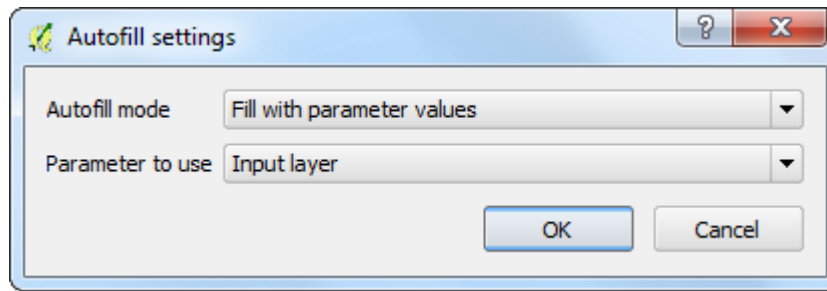 Autofill settings
Autofill mode Fill with parameter values
Parameter to use Input layer
OK Cancel